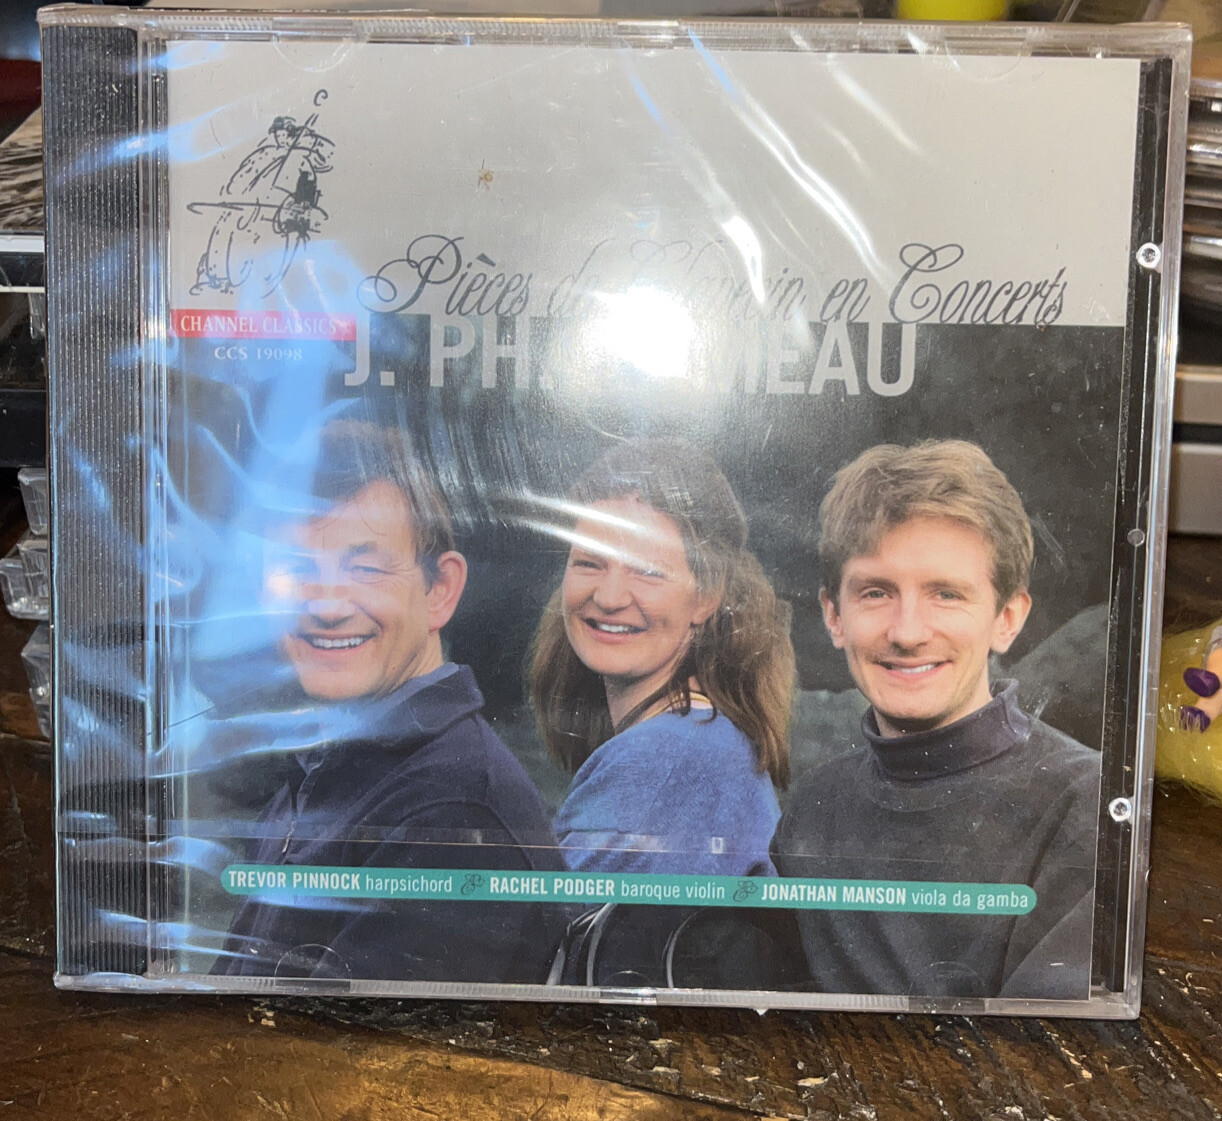 CHANNEL CLASSICS
CCS 19098
Pièces de en Concerts
J. PH.
TREVOR PINNOCK harpsichord & RACHEL PODGER baroque violin & JONATHAN MANSON viola da gamba